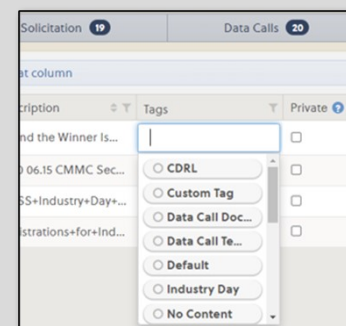 Solicitation 19 Data Calls 20
at column
cription Tags Private
nd the Winner Is...
06.15 CMMC Sec...
SS+Industry+Day+...
istrations+for+Ind...
CDRL
Custom Tag
Data Call Doc...
Data Call Te...
Default
Industry Day
No Content